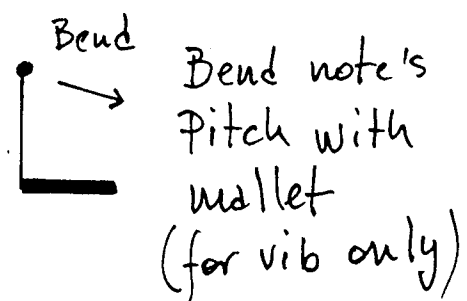 Bend
Bend note's
Pitch with
mallet
(for vib only)